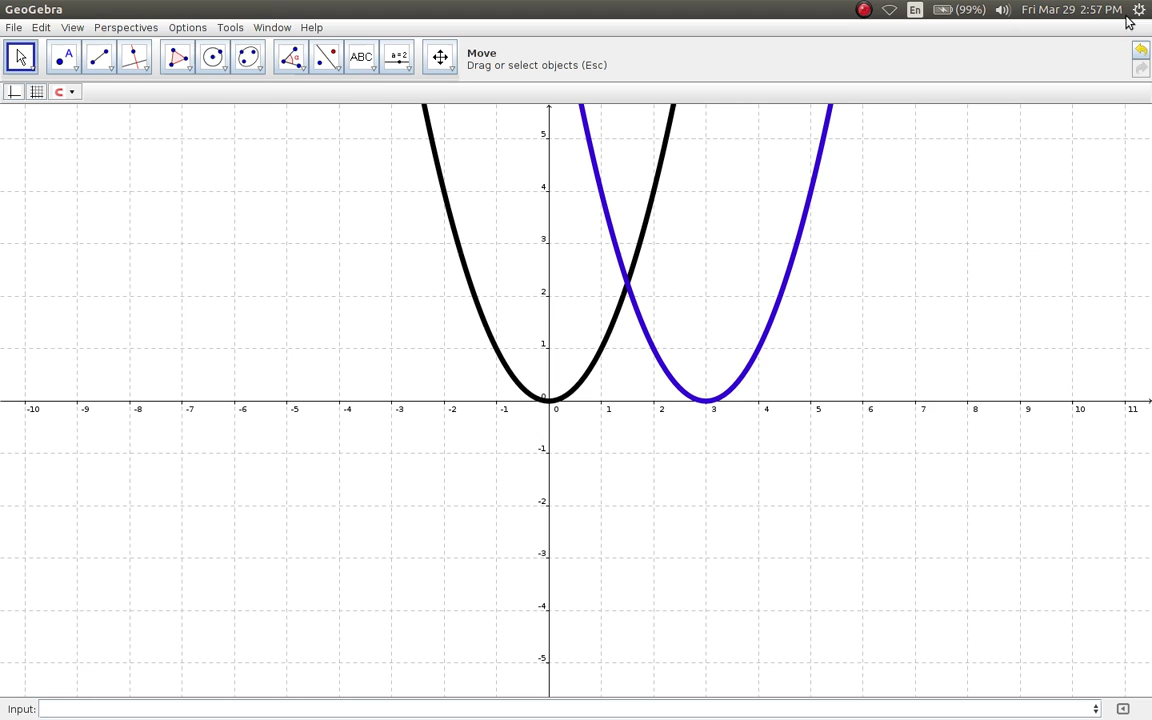 GeoGebra
En (99%) Fri Mar 29 2:57 PM
File Edit View Perspectives Options Tools Window Help
A
α
ABC
a = 2
Move
Drag or select objects (Esc)
5
4
3
2
1
0
-10 -9 -8 -7 -6 -5 -4 -3 -2 -1 0 1 2 3 4 5 6 7 8 9 10 11
-1
-2
-3
-4
-5
Input: